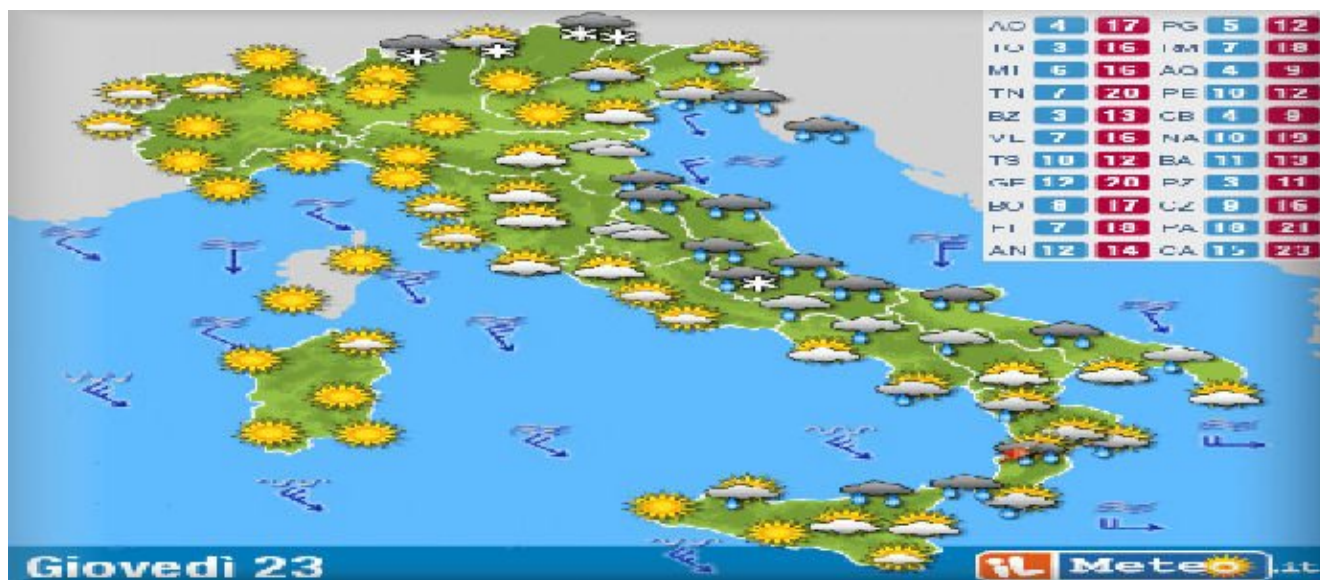 AO 4 17 PG 5 12
TO 3 16 RM 7 18
MI 6 16 AQ 4 9
TN 7 20 PE 10 12
BZ 3 13 CB 4 9
VE 7 16 NA 10 19
TS 10 12 BA 11 13
GE 12 20 PZ 3 11
BO 8 17 CZ 9 16
FI 7 18 PA 18 21
AN 12 14 CA 15 23
Giovedì 23
iL Meteo.it